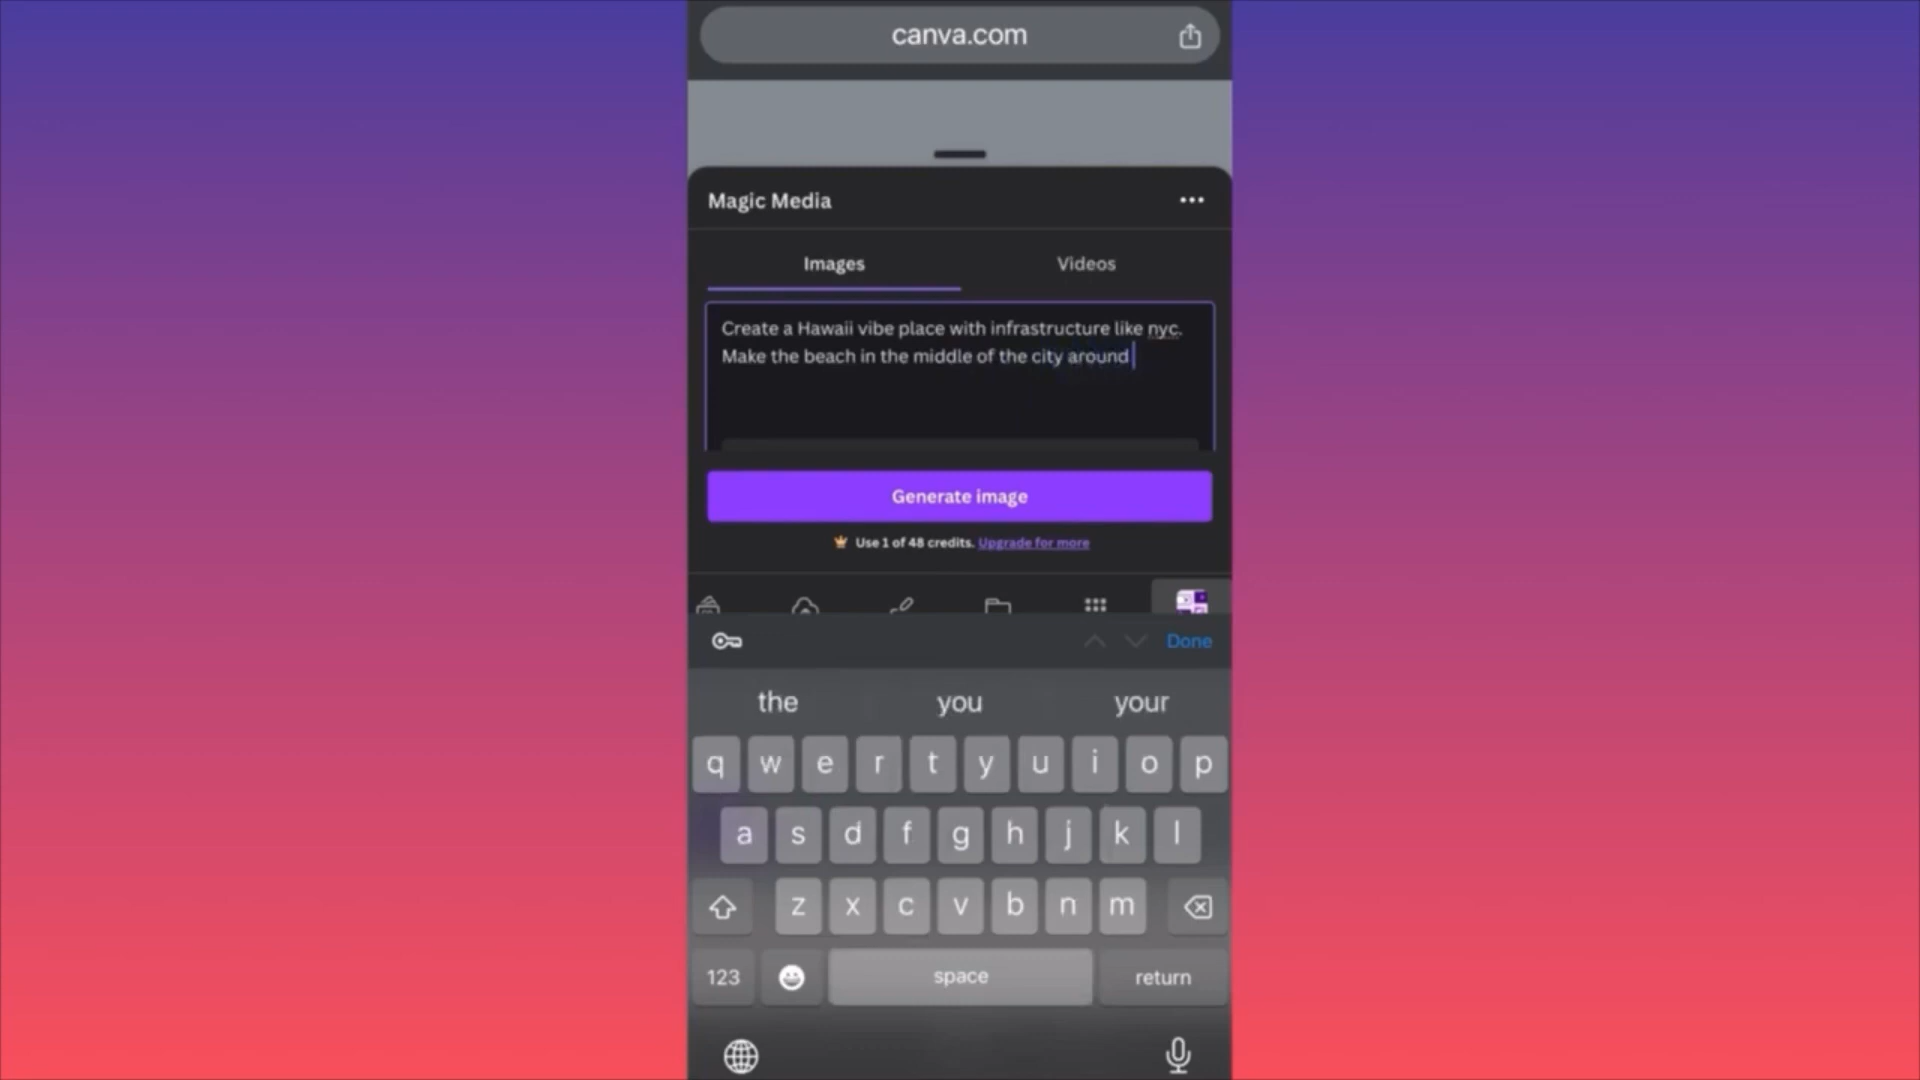 canva.com
Magic Media
Images
Videos
Create a Hawaii vibe place with infrastructure like nyc.
Make the beach in the middle of the city around
Generate image
Use 1 of 48 credits. Upgrade for more
Done
the you your
q w e r t y u i o p
a s d f g h j k l
z x c v b n m
123 space return